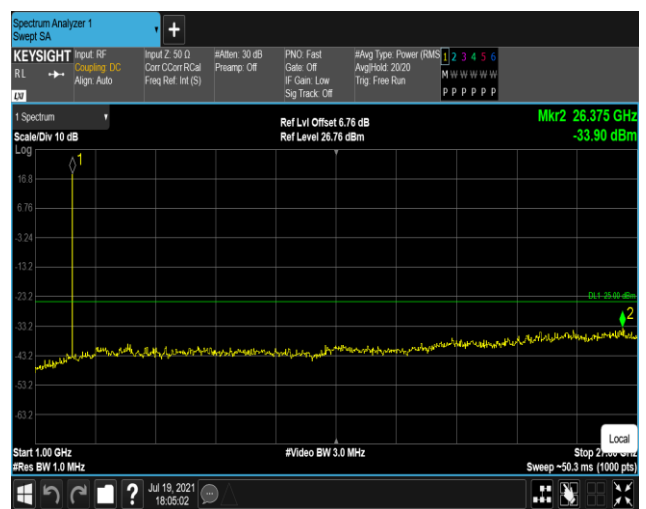 Spectrum Analyzer 1
Swept SA
+
KEYSIGHT
RL
LXI
Input: RF
Coupling: DC
Align: Auto
Input Z: 50 Ω
Corr CCorr RCal
Freq Ref: Int (S)
#Atten: 30 dB
Preamp: Off
PNO: Fast
Gate: Off
IF Gain: Low
Sig Track: Off
#Avg Type: Power (RMS
Avg|Hold: 20/20
Trig: Free Run
1 2 3 4 5 6
M W W W W W
P P P P P P
1 Spectrum
Scale/Div 10 dB
Log
Ref Lvl Offset 6.76 dB
Ref Level 26.76 dBm
Mkr2 26.375 GHz
-33.90 dBm
1
16.8
6.76
-3.24
-13.2
-23.2
DL1 -25.00 dBm
2
-33.2
-43.2
-53.2
-63.2
Local
Start 1.00 GHz
#Video BW 3.0 MHz
Stop 27.00 GHz
#Res BW 1.0 MHz
Sweep ~50.3 ms (1000 pts)
?
Jul 19, 2021
18:05:02